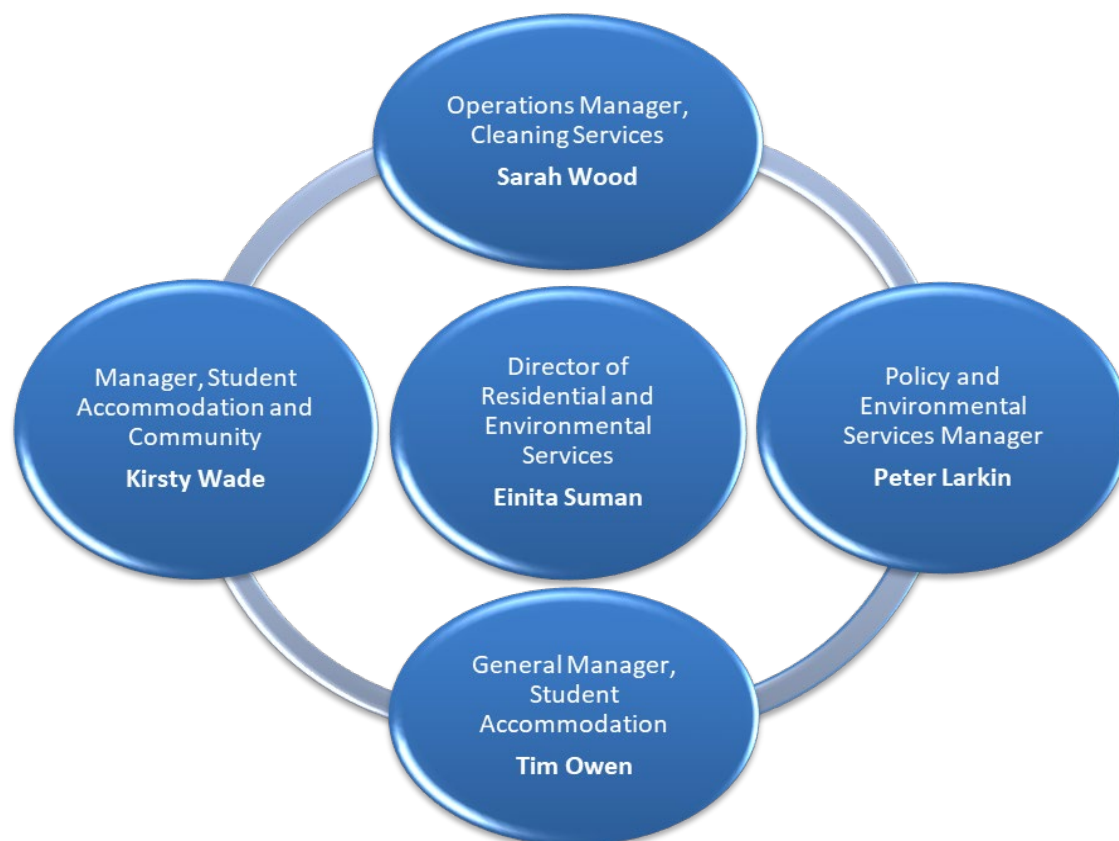 Operations Manager,
Cleaning Services
Sarah Wood
Manager, Student
Accommodation and
Community
Kirsty Wade
Director of
Residential and
Environmental
Services
Einita Suman
Policy and
Environmental
Services Manager
Peter Larkin
General Manager,
Student
Accommodation
Tim Owen